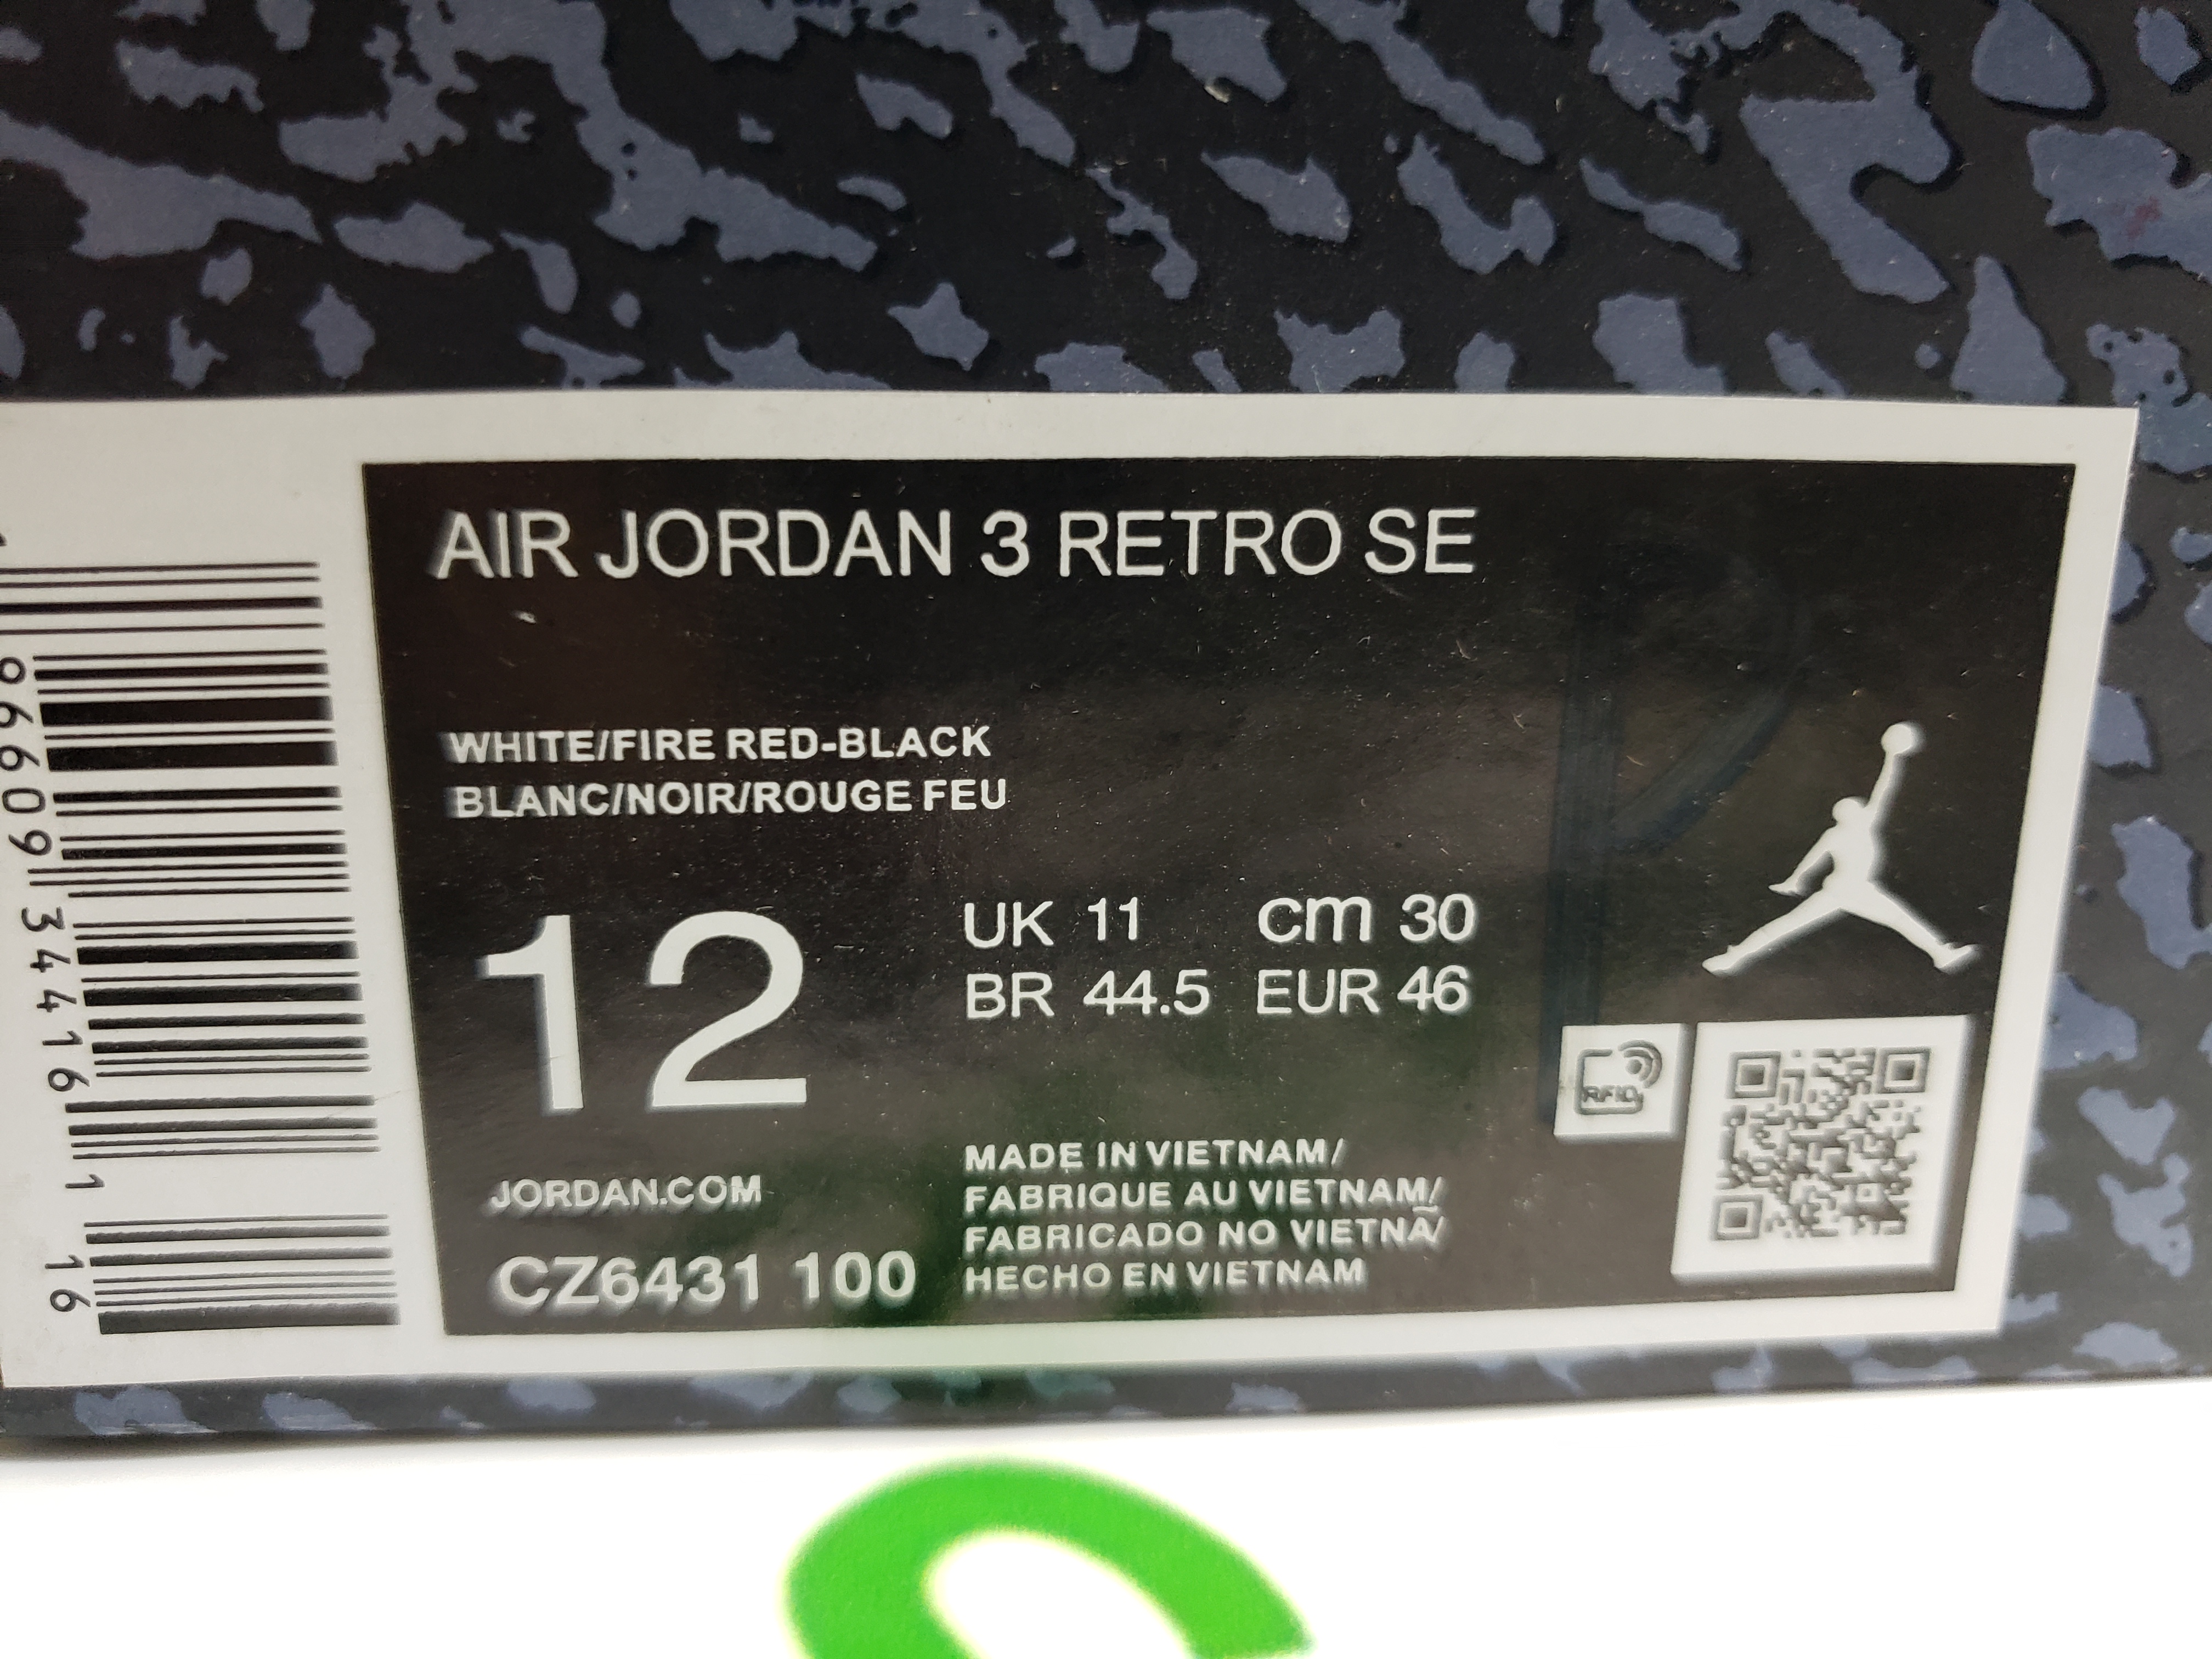 AIR JORDAN 3 RETRO SE
WHITE/FIRE RED-BLACK
BLANC/NOIR/ROUGE FEU
12
UK 11 cm 30
BR 44.5 EUR 46
JORDAN.COM
CZ6431 100
MADE IN VIETNAM/
FABRIQUE AU VIETNAM/
FABRICADO NO VIETNÃ/
HECHO EN VIETNAM
RFID
96609 34416 1 16